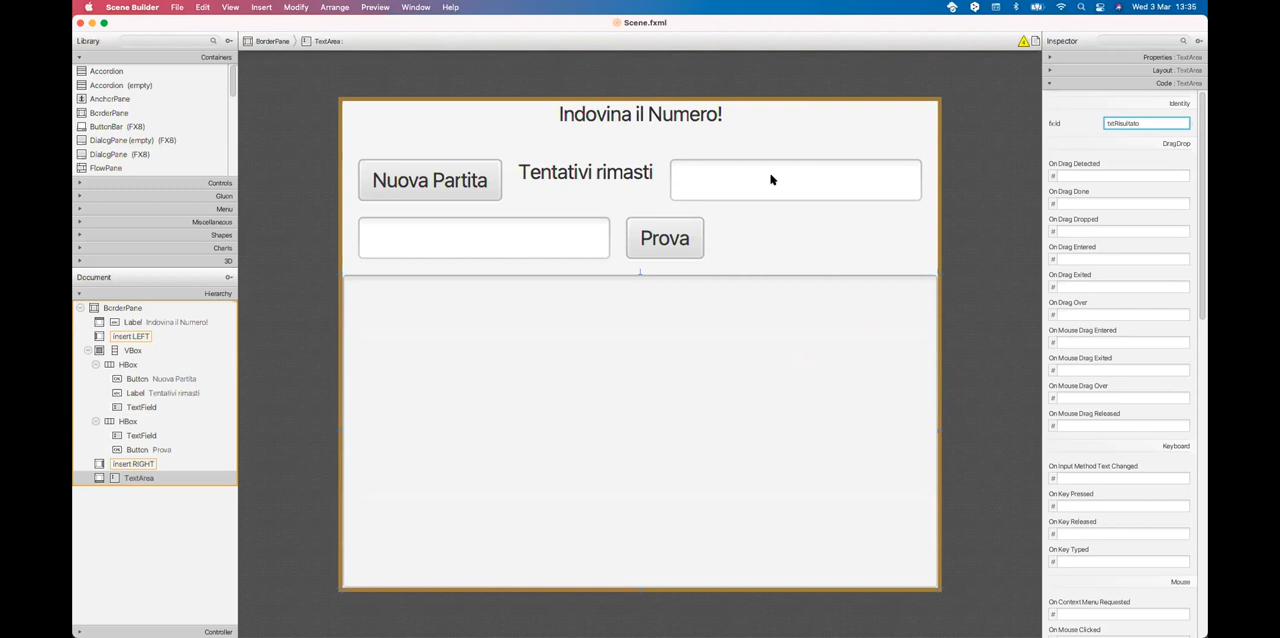 Scene Builder File Edit View Insert Modify Arrange Preview Window Help Wed 3 Mar 13:35
Scene.fxml
Library
BorderPane TextArea :
Inspector
Containers
Accordion
Accordion (empty)
AnchorPane
BorderPane
ButtonBar (FX8)
DialogPane (empty) (FX8)
DialogPane (FX8)
FlowPane
Controls
Gluon
Menu
Miscellaneous
Shapes
Charts
3D
Document
Hierarchy
BorderPane
Label Indovina il Numero!
insert LEFT
VBox
HBox
Button Nuova Partita
Label Tentativi rimasti
TextField
HBox
TextField
Button Prova
insert RIGHT
TextArea
Controller
Indovina il Numero!
Nuova Partita Tentativi rimasti
Prova
Properties : TextArea
Layout : TextArea
Code : TextArea
Identity
fx:id txtRisultato
DragDrop
On Drag Detected
#
On Drag Done
#
On Drag Dropped
#
On Drag Entered
#
On Drag Exited
#
On Drag Over
#
On Mouse Drag Entered
#
On Mouse Drag Exited
#
On Mouse Drag Over
#
On Mouse Drag Released
#
Keyboard
On Input Method Text Changed
#
On Key Pressed
#
On Key Released
#
On Key Typed
#
Mouse
On Context Menu Requested
#
On Mouse Clicked